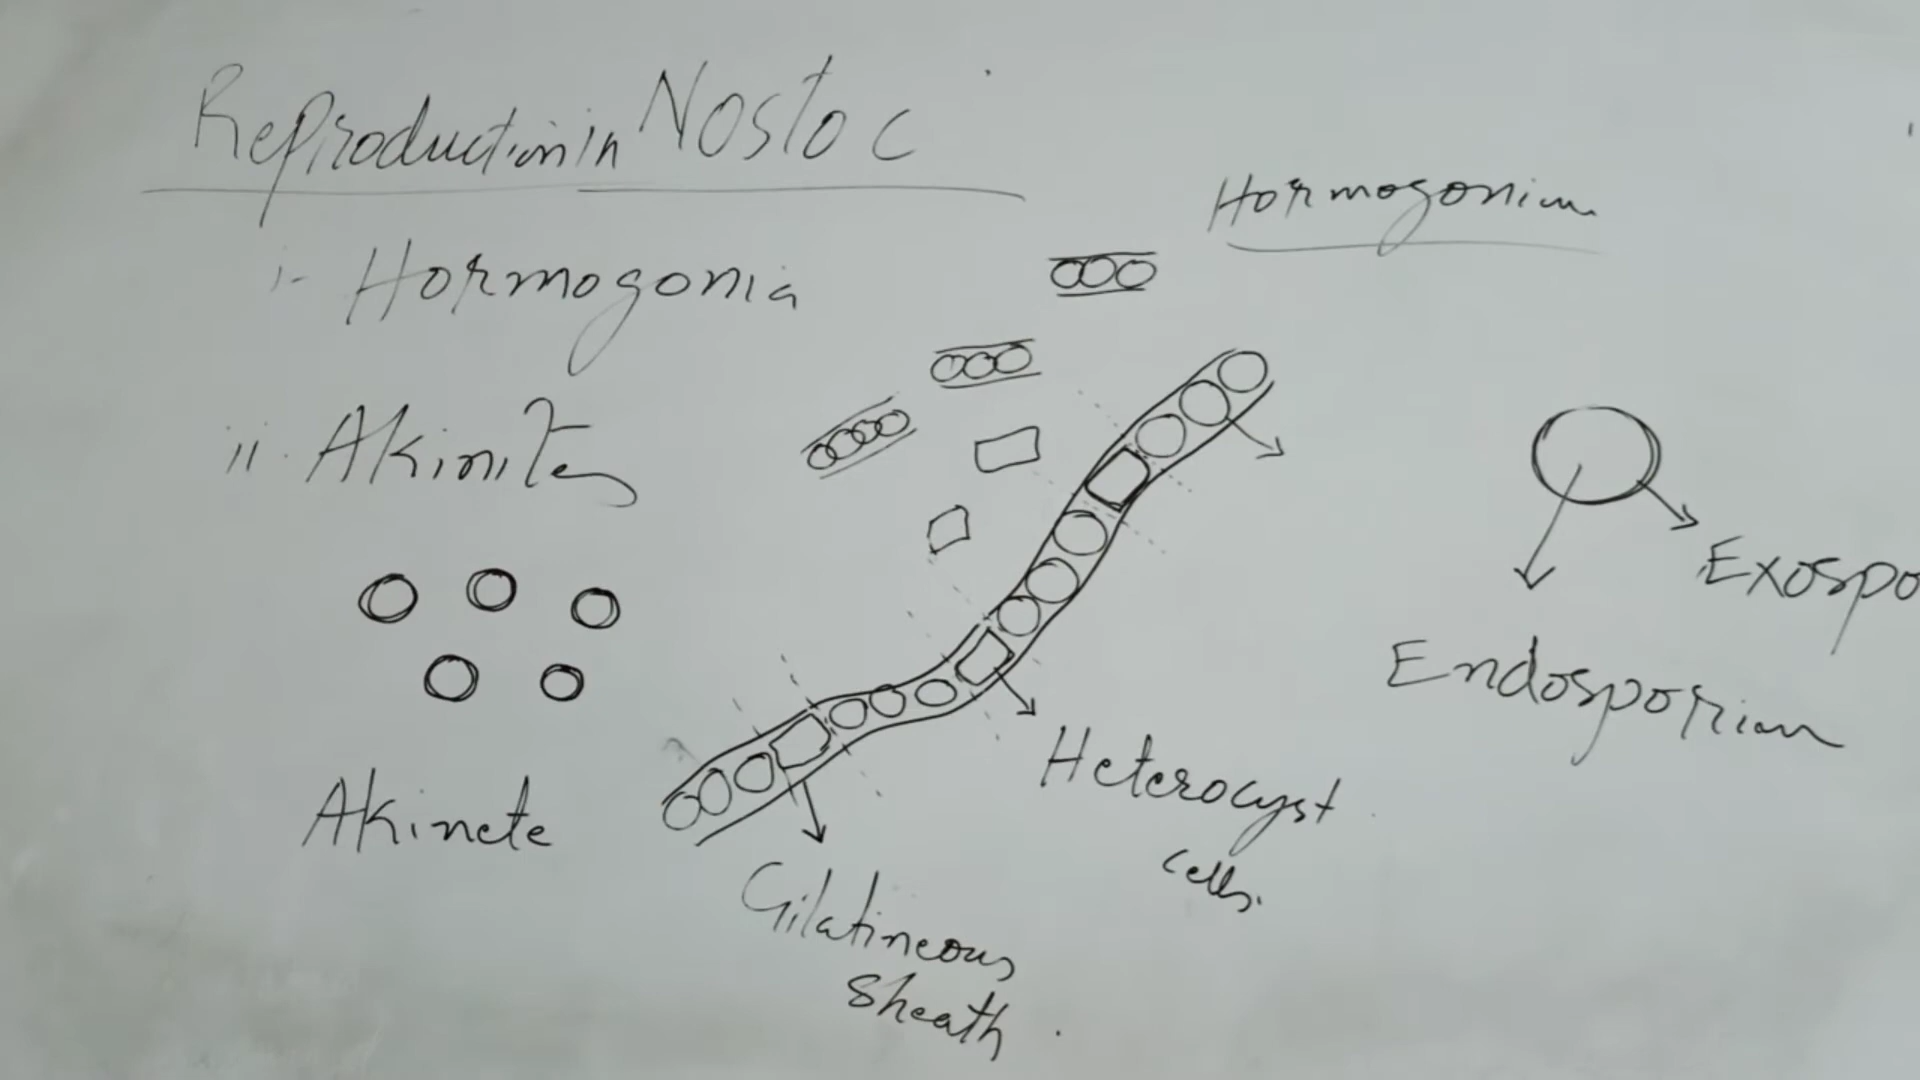 Reproduction in Nostoc
Hormogonium
i- Hormogonia
ii. Akinites
Exospo
Endosporium
Heterocyst
cells.
Akinete
Gilatineous
Sheath.